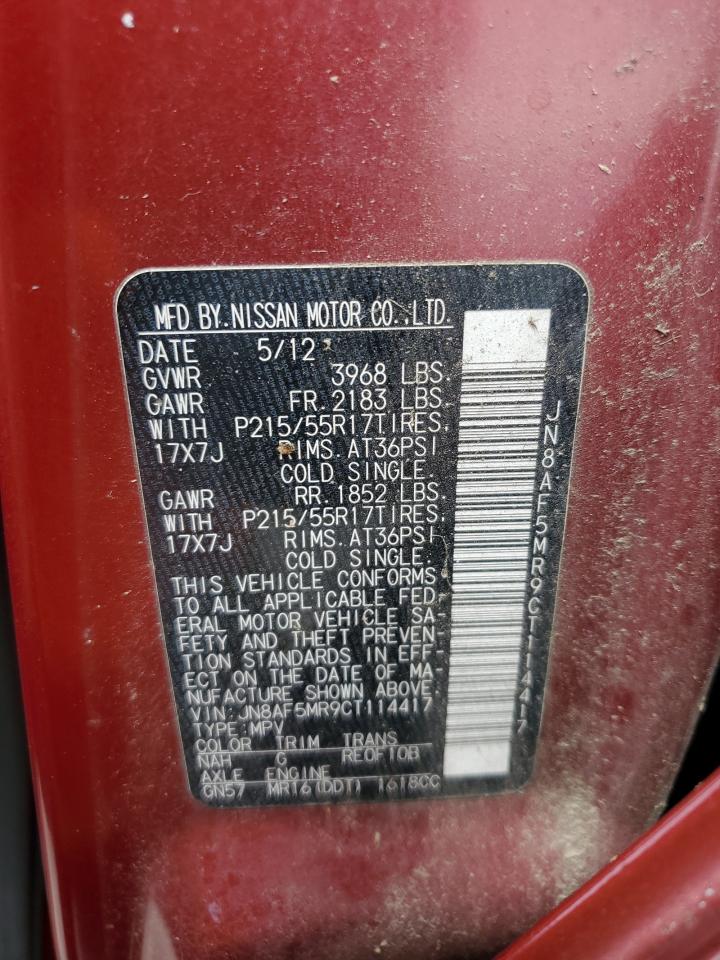 MFD BY.NISSAN MOTOR CO.,LTD.
DATE 5/12
GVWR 3968 LBS.
GAWR FR.2183 LBS.
WITH P215/55R17TIRES.
17X7J RIMS.AT36PSI
COLD SINGLE.
GAWR RR.1852 LBS.
WITH P215/55R17TIRES.
17X7J RIMS.AT36PSI
COLD SINGLE.
THIS VEHICLE CONFORMS
TO ALL APPLICABLE FED-
ERAL MOTOR VEHICLE SA-
FETY AND THEFT PREVEN-
TION STANDARDS IN EFF-
ECT ON THE DATE OF MA-
NUFACTURE SHOWN ABOVE.
VIN:JN8AF5MR9CT114417
TYPE:MPV
COLOR TRIM TRANS
NAH G RE0F10B
AXLE ENGINE
GN57 MR16(DDT) 1618CC
JN8AF5MR9CT114417